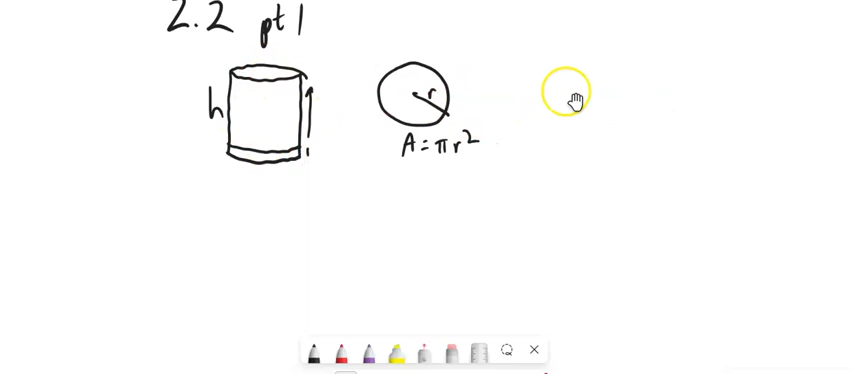 2.2 pt 1
h
r
A = πr²